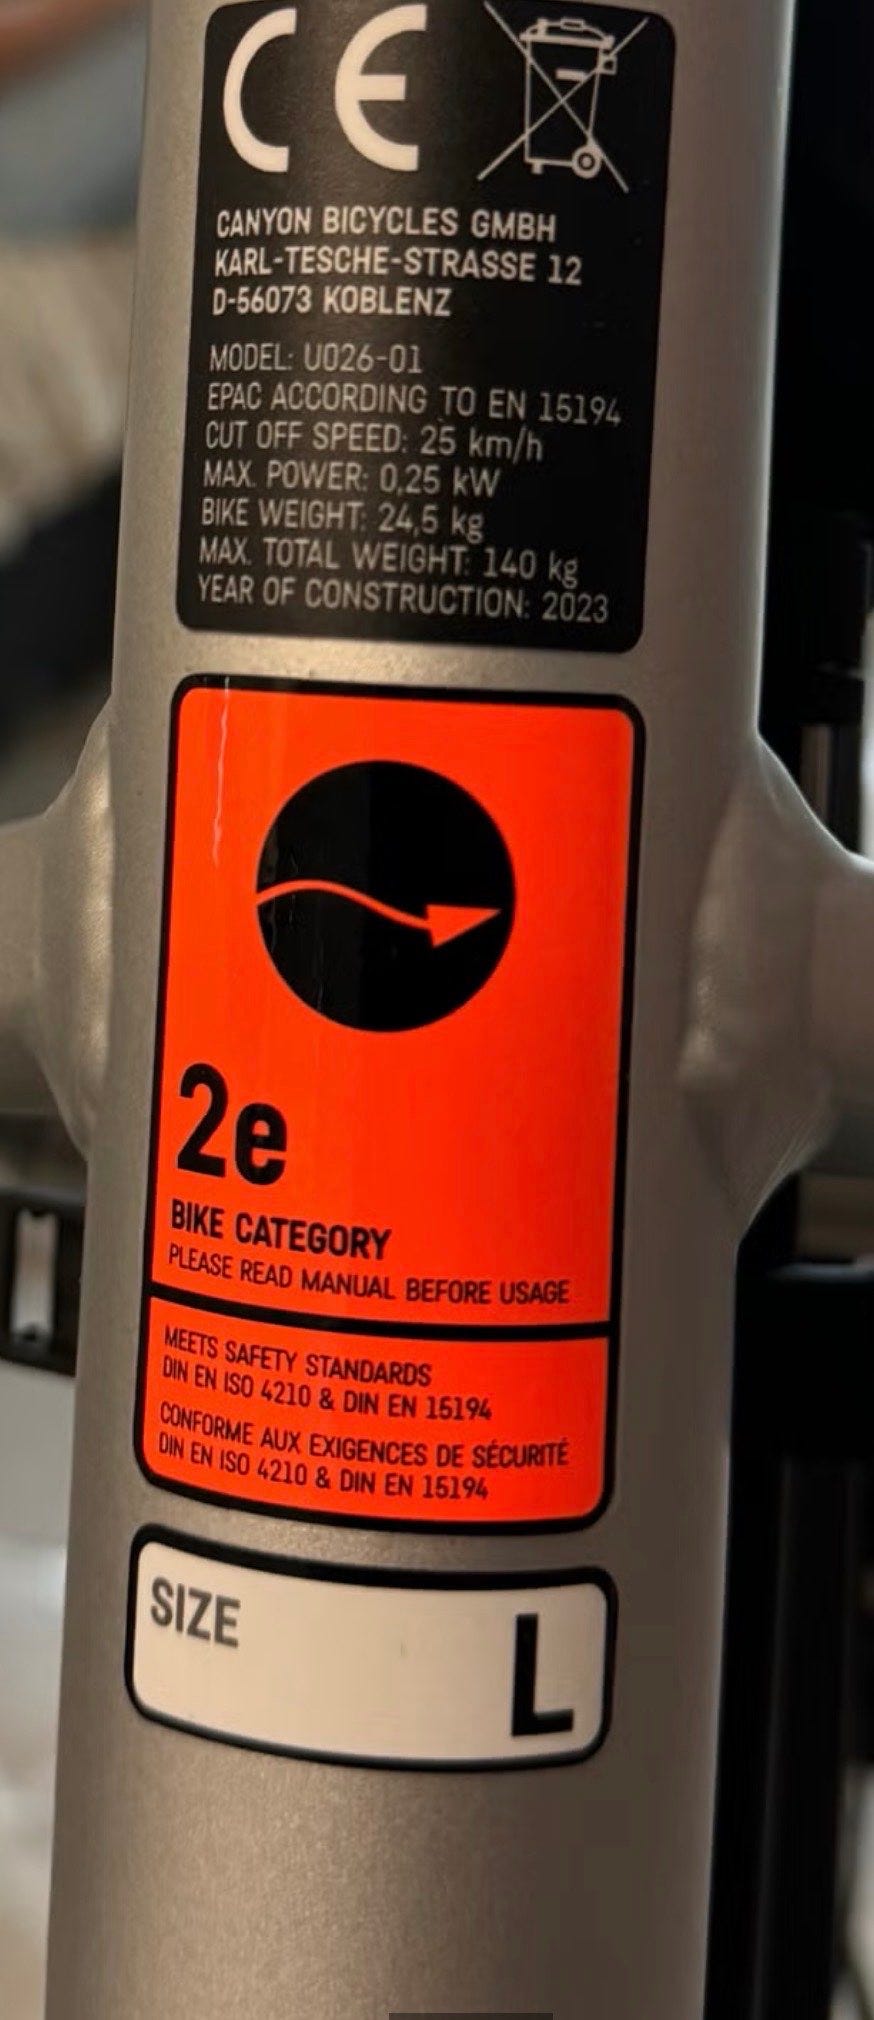 CE
CANYON BICYCLES GMBH
KARL-TESCHE-STRASSE 12
D-56073 KOBLENZ
MODEL: U026-01
EPAC ACCORDING TO EN 15194
CUT OFF SPEED: 25 km/h
MAX. POWER: 0,25 kW
BIKE WEIGHT: 24,5 kg
MAX. TOTAL WEIGHT: 140 kg
YEAR OF CONSTRUCTION: 2023
2e
BIKE CATEGORY
PLEASE READ MANUAL BEFORE USAGE
MEETS SAFETY STANDARDS
DIN EN ISO 4210 & DIN EN 15194
CONFORME AUX EXIGENCES DE SÉCURITÉ
DIN EN ISO 4210 & DIN EN 15194
SIZE L